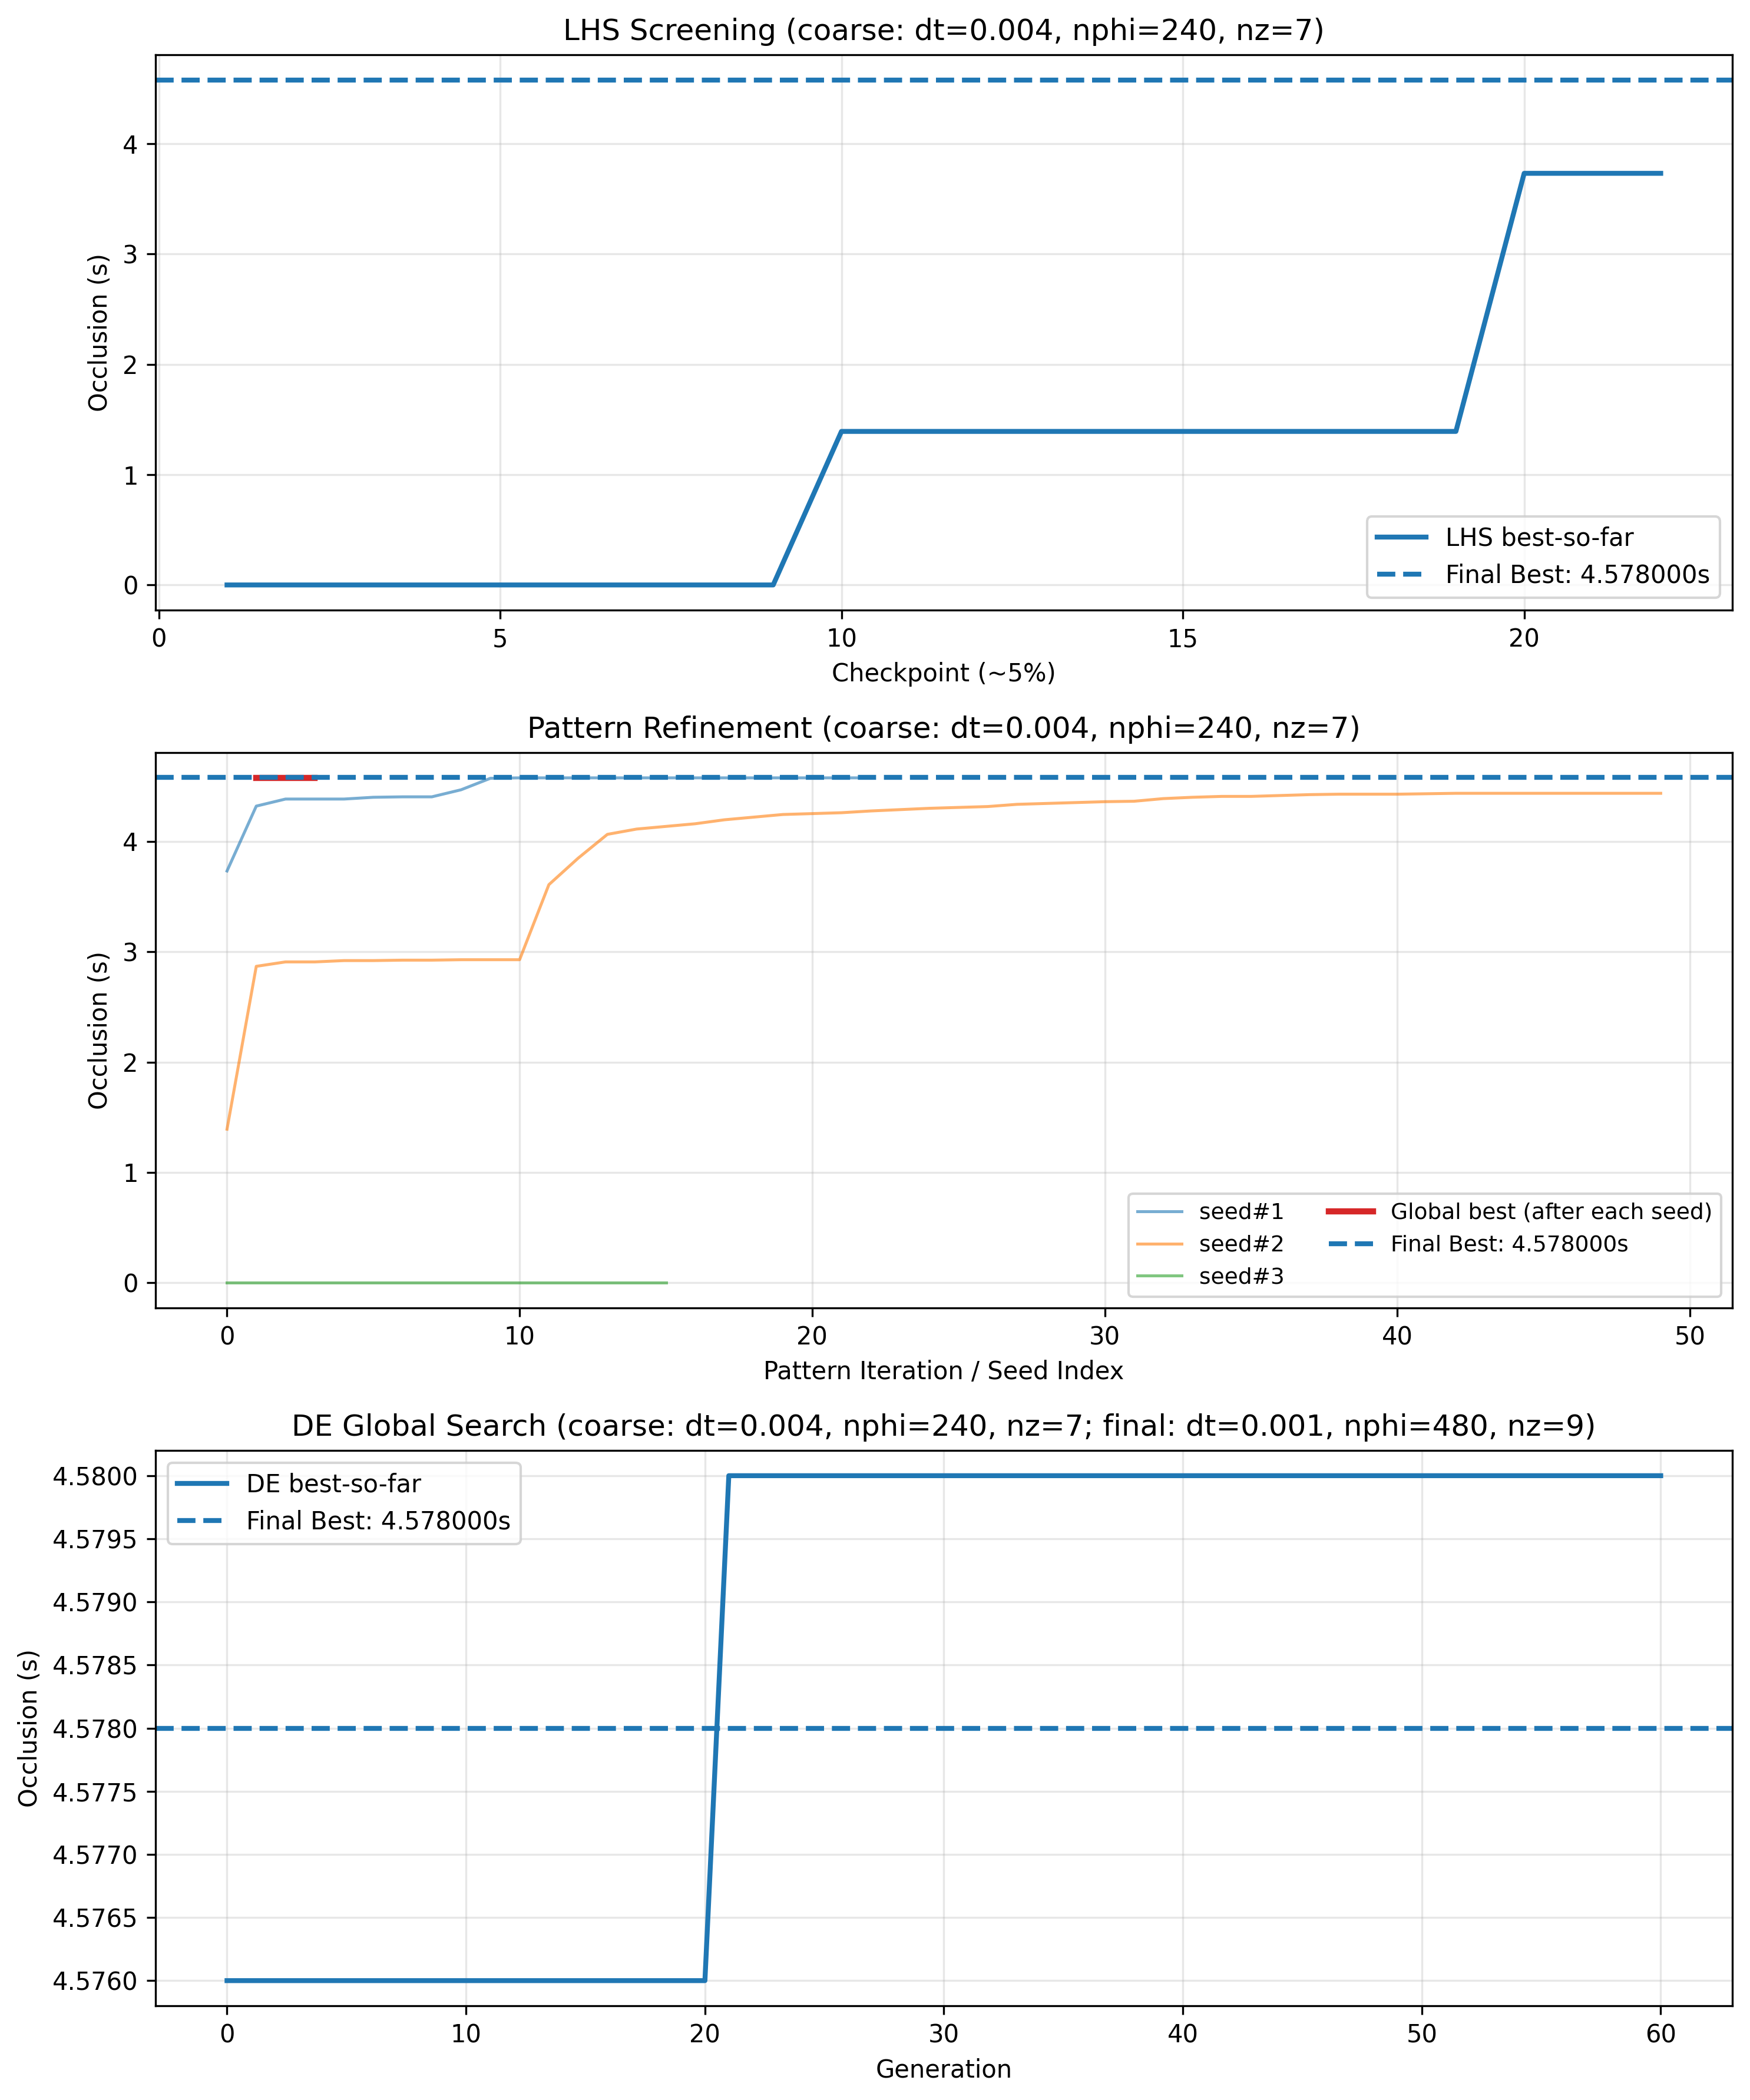 LHS Screening (coarse: dt=0.004, nphi=240, nz=7)
Occlusion (s)
4
3
2
1
0
0 5 10 15 20
Checkpoint (~5%)
LHS best-so-far
Final Best: 4.578000s
Pattern Refinement (coarse: dt=0.004, nphi=240, nz=7)
Occlusion (s)
4
3
2
1
0
0 10 20 30 40 50
Pattern Iteration / Seed Index
seed#1
seed#2
seed#3
Global best (after each seed)
Final Best: 4.578000s
DE Global Search (coarse: dt=0.004, nphi=240, nz=7; final: dt=0.001, nphi=480, nz=9)
DE best-so-far
Final Best: 4.578000s
Occlusion (s)
4.5800
4.5795
4.5790
4.5785
4.5780
4.5775
4.5770
4.5765
4.5760
0 10 20 30 40 50 60
Generation